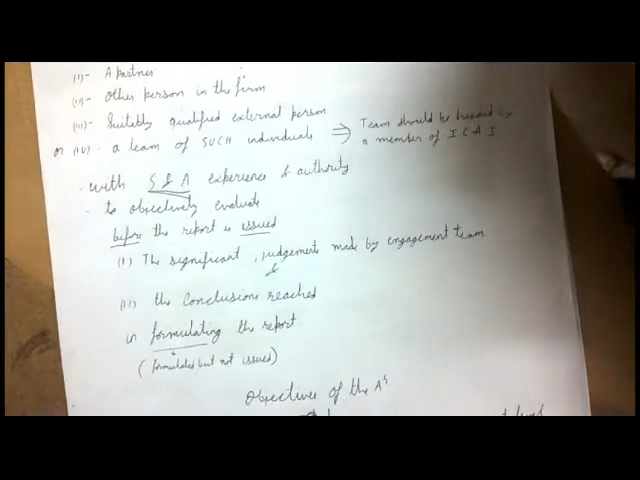 (i)- A partner
(ii)- Other person in the firm
(iii)- Suitably qualified external person
or (iv)- a team of SUCH individuals ⇒ Team should be headed by
a member of I C A I
- with S & A experience & authority
- to objectively evaluate
before the report is issued
(i) The significant judgements made by engagement team
&
(ii) the Conclusions reached
in formulating the report
(formulated but not issued)
Objectives of the